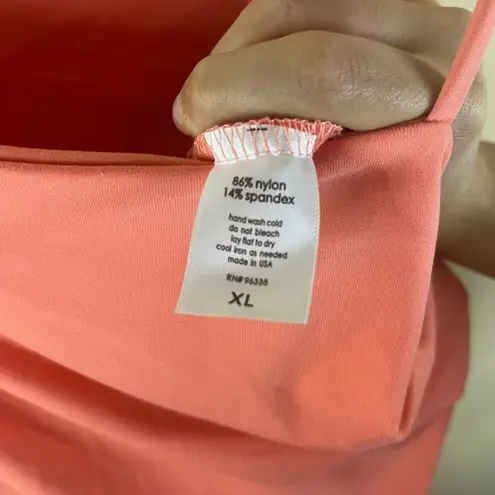 86% nylon
14% spandex
hand wash cold
do not bleach
lay flat to dry
cool iron as needed
made in USA
RN# 96335
XL